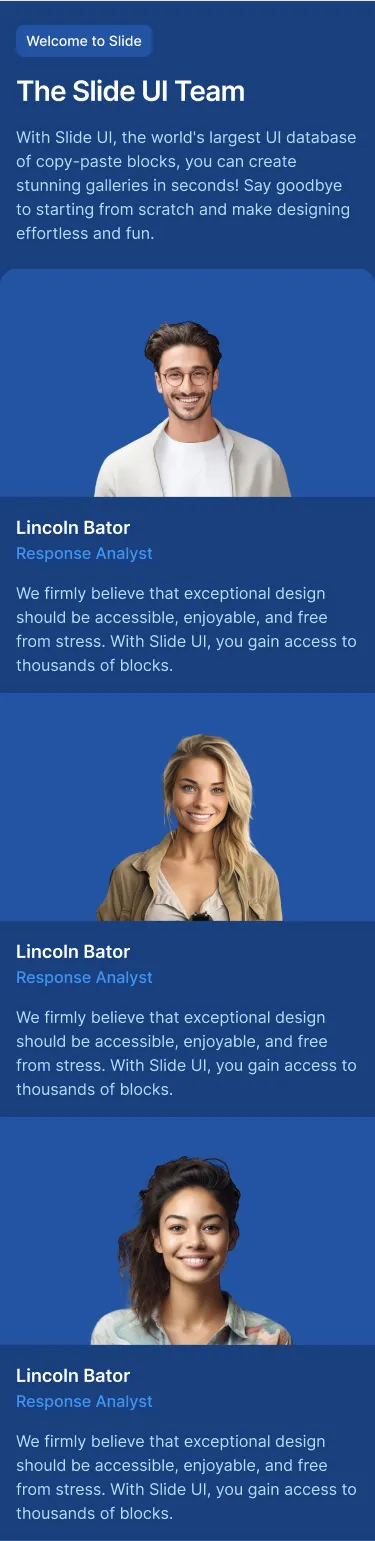 Welcome to Slide
The Slide UI Team
With Slide UI, the world's largest UI database
of copy-paste blocks, you can create
stunning galleries in seconds! Say goodbye
to starting from scratch and make designing
effortless and fun.
Lincoln Bator
Response Analyst
We firmly believe that exceptional design
should be accessible, enjoyable, and free
from stress. With Slide UI, you gain access to
thousands of blocks.
Lincoln Bator
Response Analyst
We firmly believe that exceptional design
should be accessible, enjoyable, and free
from stress. With Slide UI, you gain access to
thousands of blocks.
Lincoln Bator
Response Analyst
We firmly believe that exceptional design
should be accessible, enjoyable, and free
from stress. With Slide UI, you gain access to
thousands of blocks.